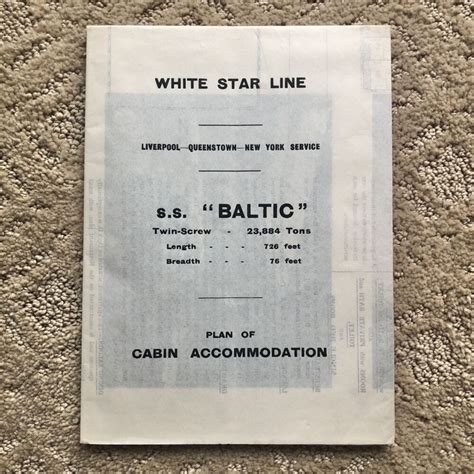 WHITE STAR LINE
LIVERPOOL—QUEENSTOWN—NEW YORK SERVICE
S.S. "BALTIC"
Twin-Screw - 23,884 Tons
Length - - - 726 feet
Breadth - - - 76 feet
PLAN OF
CABIN ACCOMMODATION